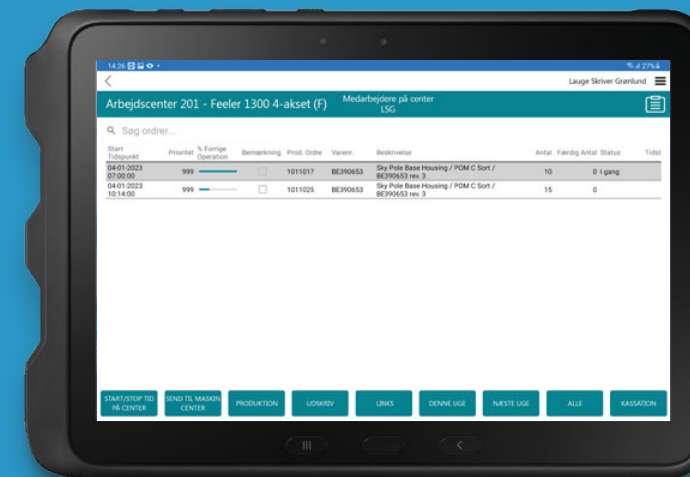 14.26
27%
Lauge Skriver Grønlund
Arbejdscenter 201 - Feeler 1300 4-akset (F)
Medarbejdere på center
LSG
Søg ordrer...
Start Tidspunkt Prioritet % Forrige Operation Bemærkning Prod. Ordre Varenr. Beskrivelse Antal Færdig Antal Status Tidst
04-01-2023 07:00:00 999 1011017 BE390653 Sky Pole Base Housing / POM C Sort / BE390653 rev. 3 10 0 I gang
04-01-2023 10:14:00 999 1011025 BE390653 Sky Pole Base Housing / POM C Sort / BE390653 rev. 3 15 0
START/STOP TID PÅ CENTER
SEND TIL MASKIN CENTER
PRODUKTION
UDSKRIV
LINKS
DENNE UGE
NÆSTE UGE
ALLE
KASSATION